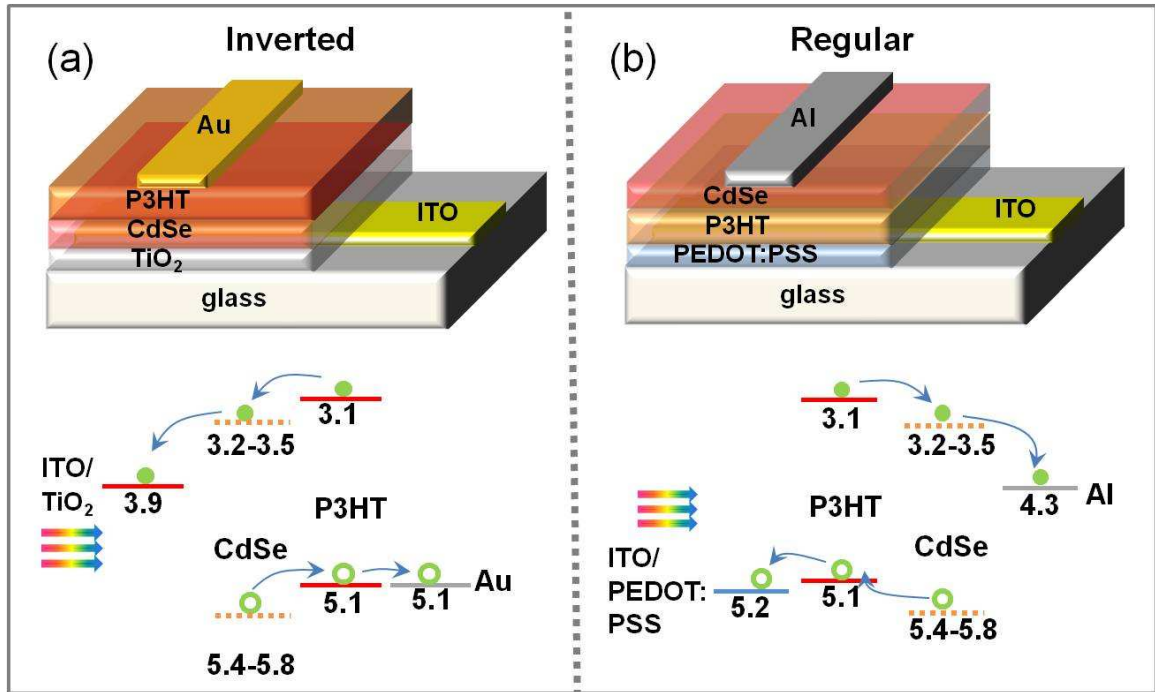 (a)
Inverted
Au
P3HT
CdSe
TiO₂
ITO
glass
3.1
3.2-3.5
ITO/
TiO₂
3.9
P3HT
CdSe
5.1
5.1
Au
5.4-5.8
(b)
Regular
Al
CdSe
P3HT
PEDOT:PSS
ITO
glass
3.1
3.2-3.5
4.3
Al
P3HT
CdSe
ITO/
PEDOT:
PSS
5.2
5.1
5.4-5.8